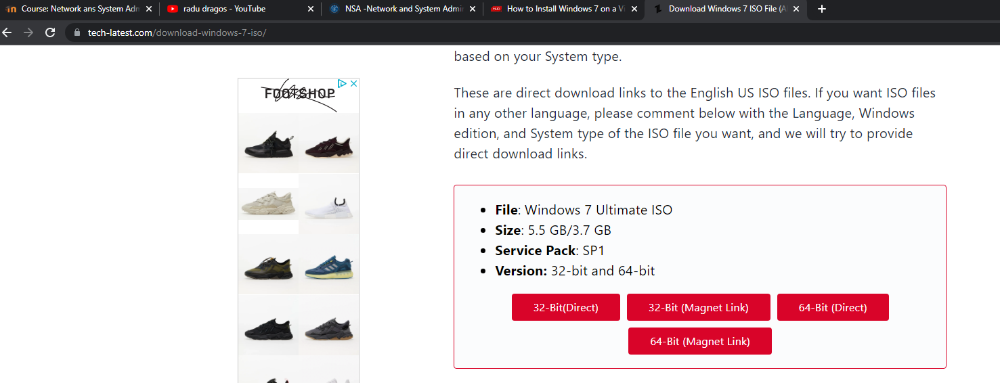 Course: Network ans System Adm
radu dragos - YouTube
NSA -Network and System Admi
How to Install Windows 7 on a Vi
Download Windows 7 ISO File (Al
tech-latest.com/download-windows-7-iso/
based on your System type.
FOOTSHOP
These are direct download links to the English US ISO files. If you want ISO files
in any other language, please comment below with the Language, Windows
edition, and System type of the ISO file you want, and we will try to provide
direct download links.
File: Windows 7 Ultimate ISO
Size: 5.5 GB/3.7 GB
Service Pack: SP1
Version: 32-bit and 64-bit
32-Bit(Direct)
32-Bit (Magnet Link)
64-Bit (Direct)
64-Bit (Magnet Link)